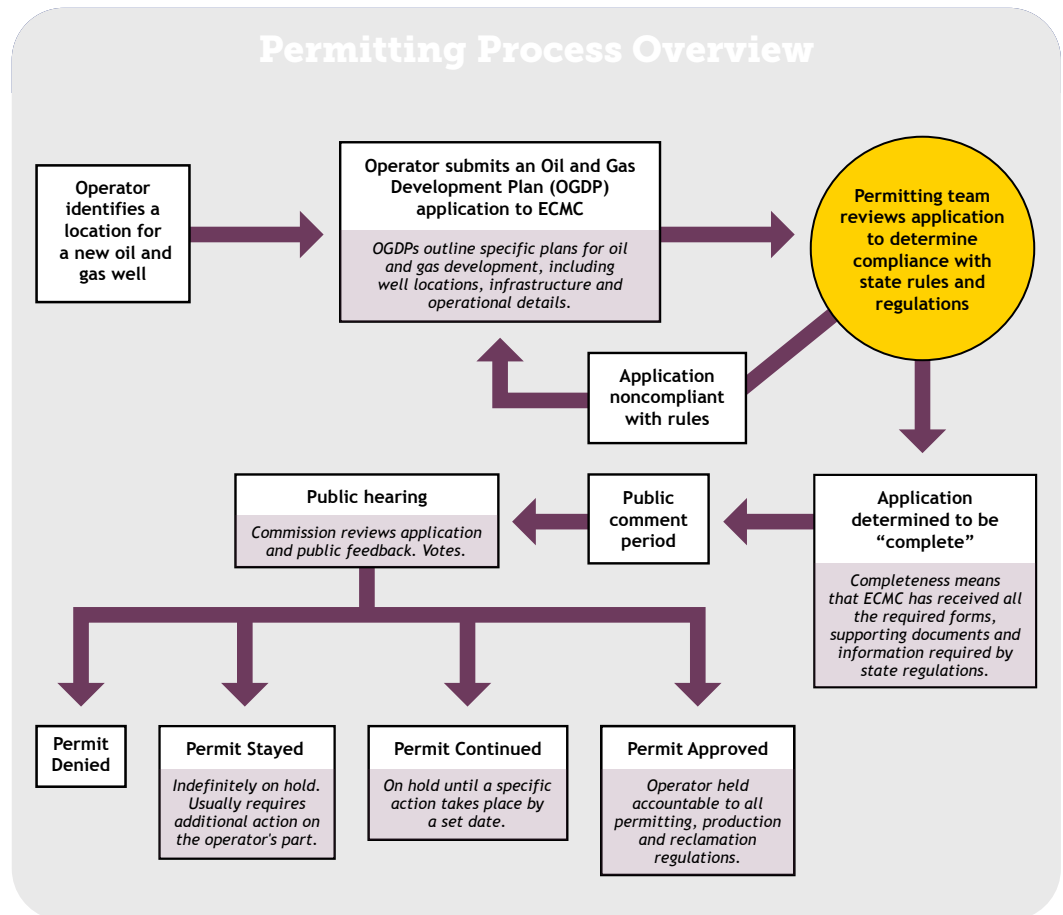 Permitting Process Overview
Operator
identifies a
location for
a new oil and
gas well
Operator submits an Oil and Gas
Development Plan (OGDP)
application to ECMC
OGDPs outline specific plans for oil
and gas development, including
well locations, infrastructure and
operational details.
Permitting team
reviews application
to determine
compliance with
state rules and
regulations
Application
noncompliant
with rules
Application
determined to be
“complete”
Completeness means
that ECMC has received all
the required forms,
supporting documents and
information required by
state regulations.
Public
comment
period
Public hearing
Commission reviews application
and public feedback. Votes.
Permit
Denied
Permit Stayed
Indefinitely on hold.
Usually requires
additional action on
the operator's part.
Permit Continued
On hold until a specific
action takes place by
a set date.
Permit Approved
Operator held
accountable to all
permitting, production
and reclamation
regulations.